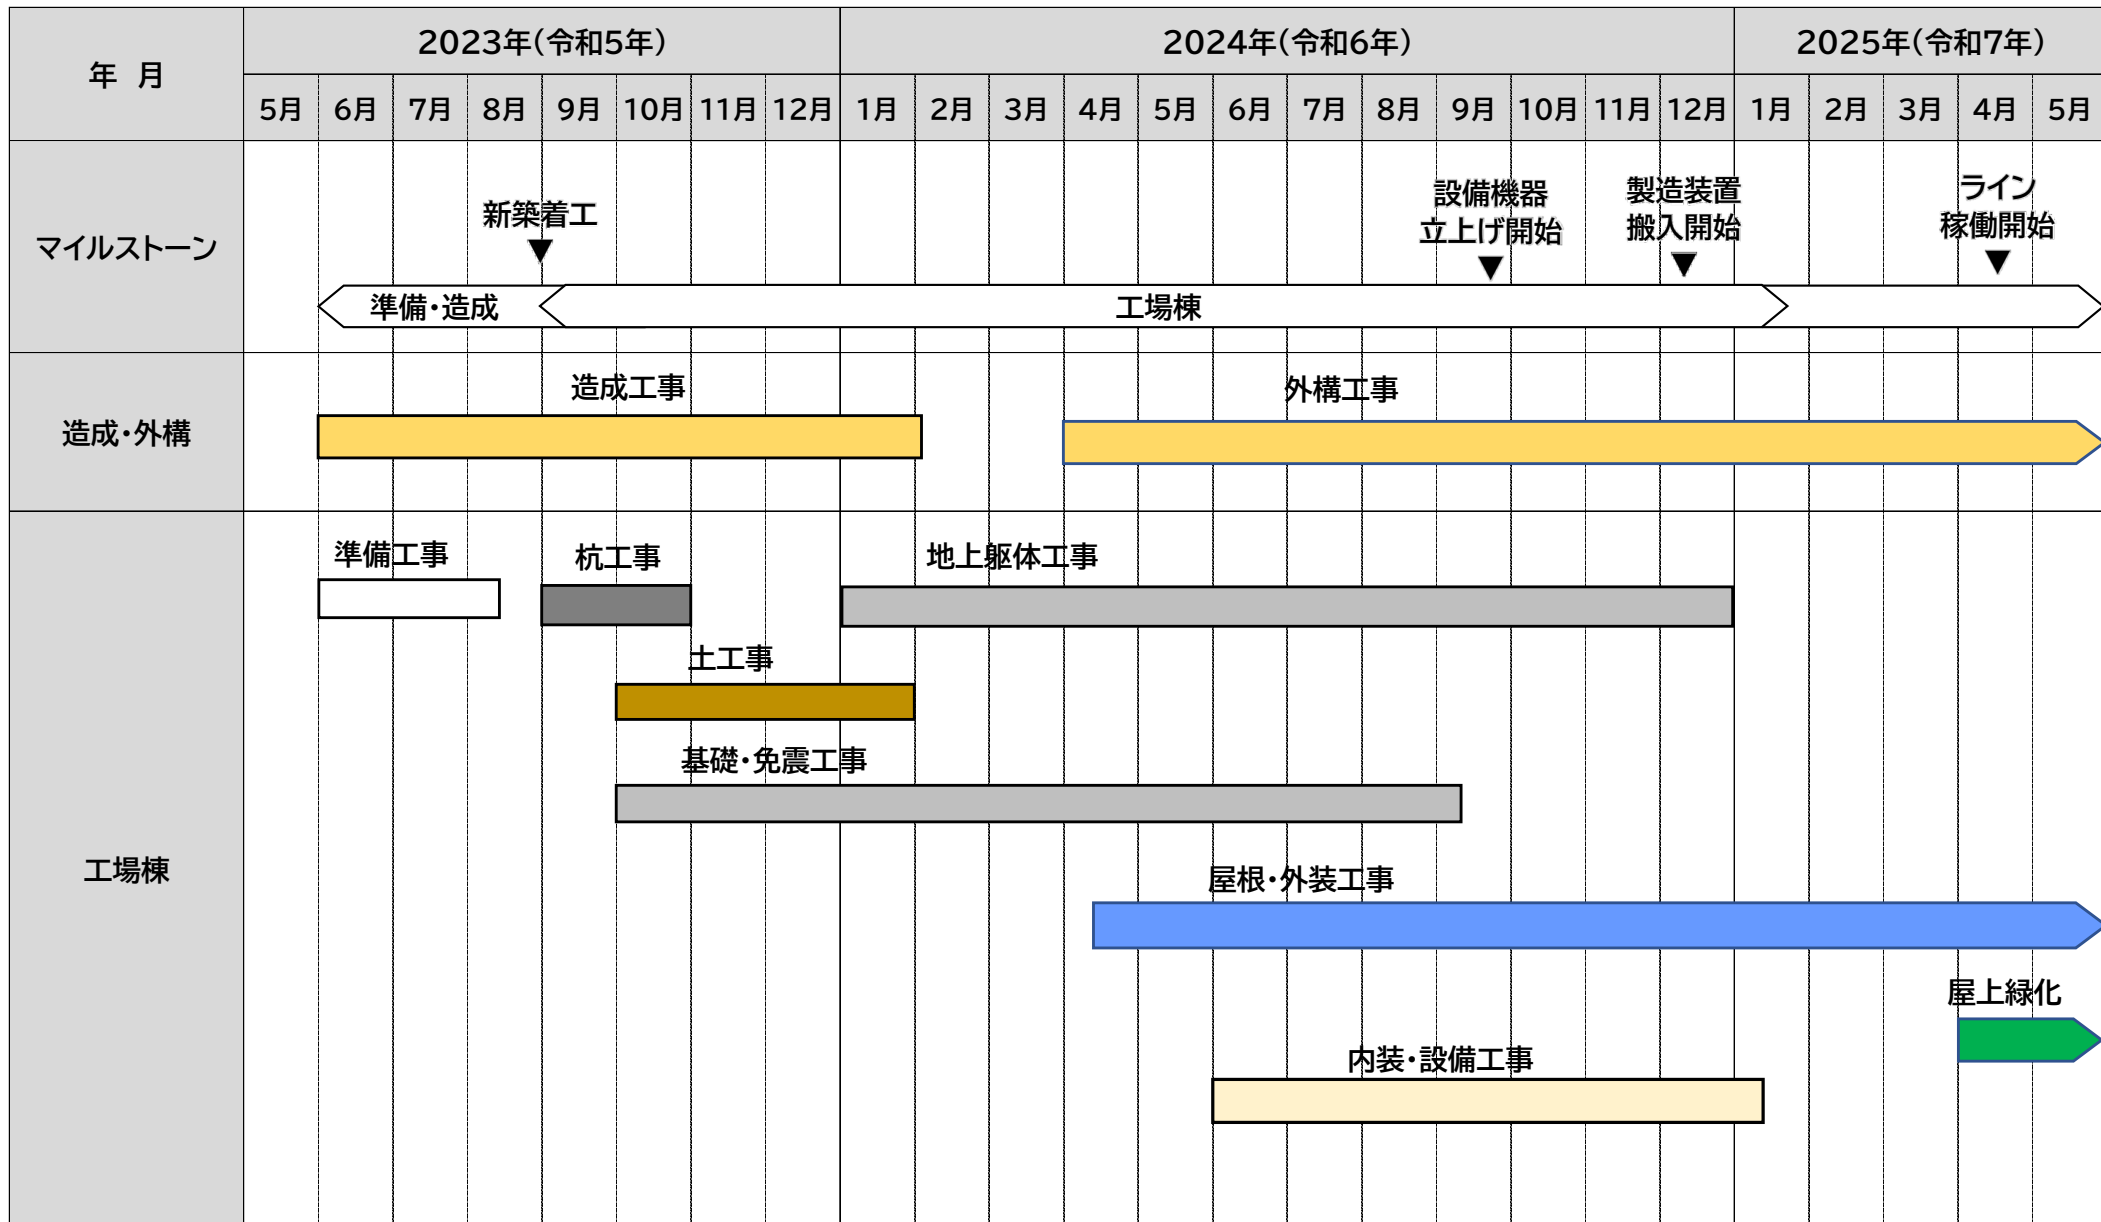 年 月
2023年(令和5年)
2024年(令和6年)
2025年(令和7年)
5月 6月 7月 8月 9月 10月 11月 12月 1月 2月 3月 4月 5月 6月 7月 8月 9月 10月 11月 12月 1月 2月 3月 4月 5月
マイルストーン
新築着工
設備機器
立上げ開始
製造装置
搬入開始
ライン
稼働開始
準備・造成
工場棟
造成・外構
造成工事
外構工事
工場棟
準備工事
杭工事
地上躯体工事
土工事
基礎・免震工事
屋根・外装工事
屋上緑化
内装・設備工事